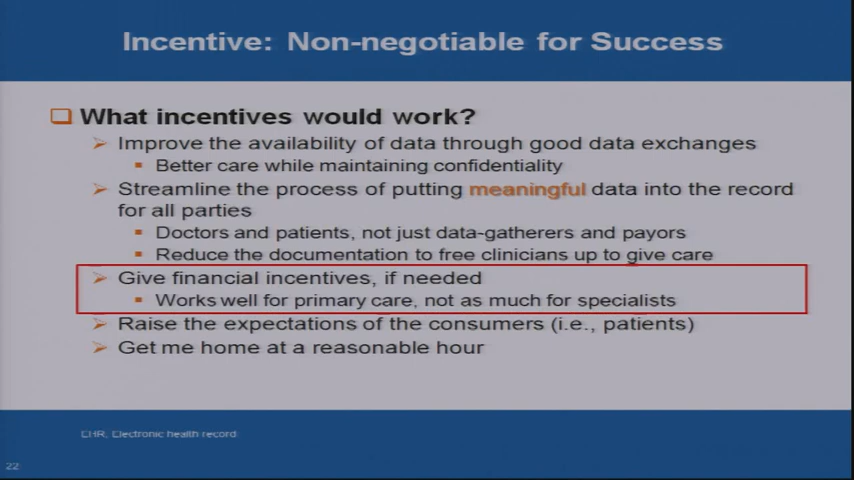 Incentive: Non-negotiable for Success
What incentives would work?
Improve the availability of data through good data exchanges
Better care while maintaining confidentiality
Streamline the process of putting meaningful data into the record
for all parties
Doctors and patients, not just data-gatherers and payors
Reduce the documentation to free clinicians up to give care
Give financial incentives, if needed
Works well for primary care, not as much for specialists
Raise the expectations of the consumers (i.e., patients)
Get me home at a reasonable hour
EHR, Electronic health record
22